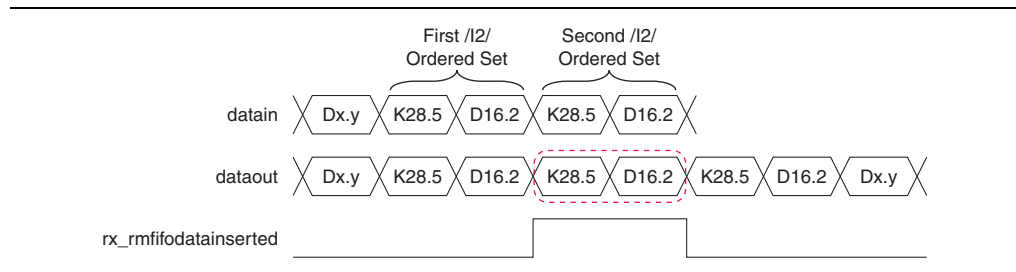 First /I2/ Ordered Set
Second /I2/ Ordered Set
datain Dx.y K28.5 D16.2 K28.5 D16.2
dataout Dx.y K28.5 D16.2 K28.5 D16.2 K28.5 D16.2 Dx.y
rx_rmfifodatainserted